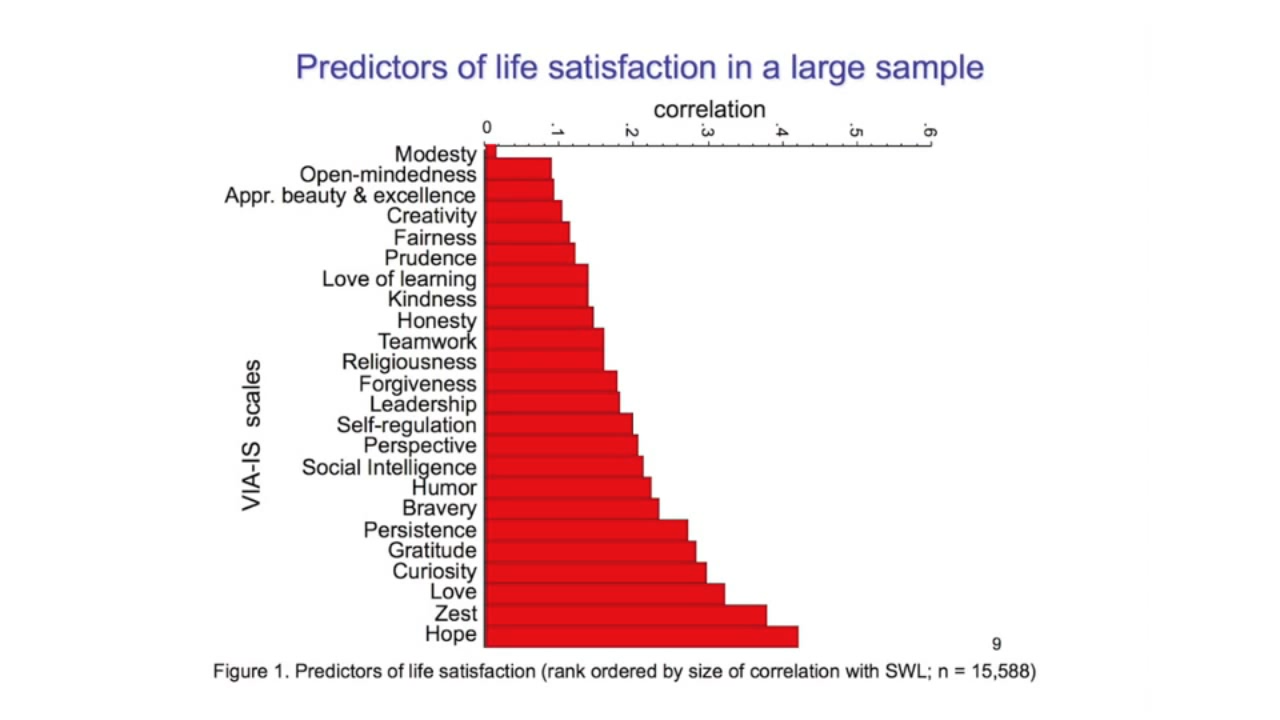 Predictors of life satisfaction in a large sample
correlation
0 .1 .2 .3 .4 .5 .6
Modesty
Open-mindedness
Appr. beauty & excellence
Creativity
Fairness
Prudence
Love of learning
Kindness
Honesty
Teamwork
Religiousness
Forgiveness
Leadership
Self-regulation
Perspective
Social Intelligence
Humor
Bravery
Persistence
Gratitude
Curiosity
Love
Zest
Hope
VIA-IS scales
9
Figure 1. Predictors of life satisfaction (rank ordered by size of correlation with SWL; n = 15,588)